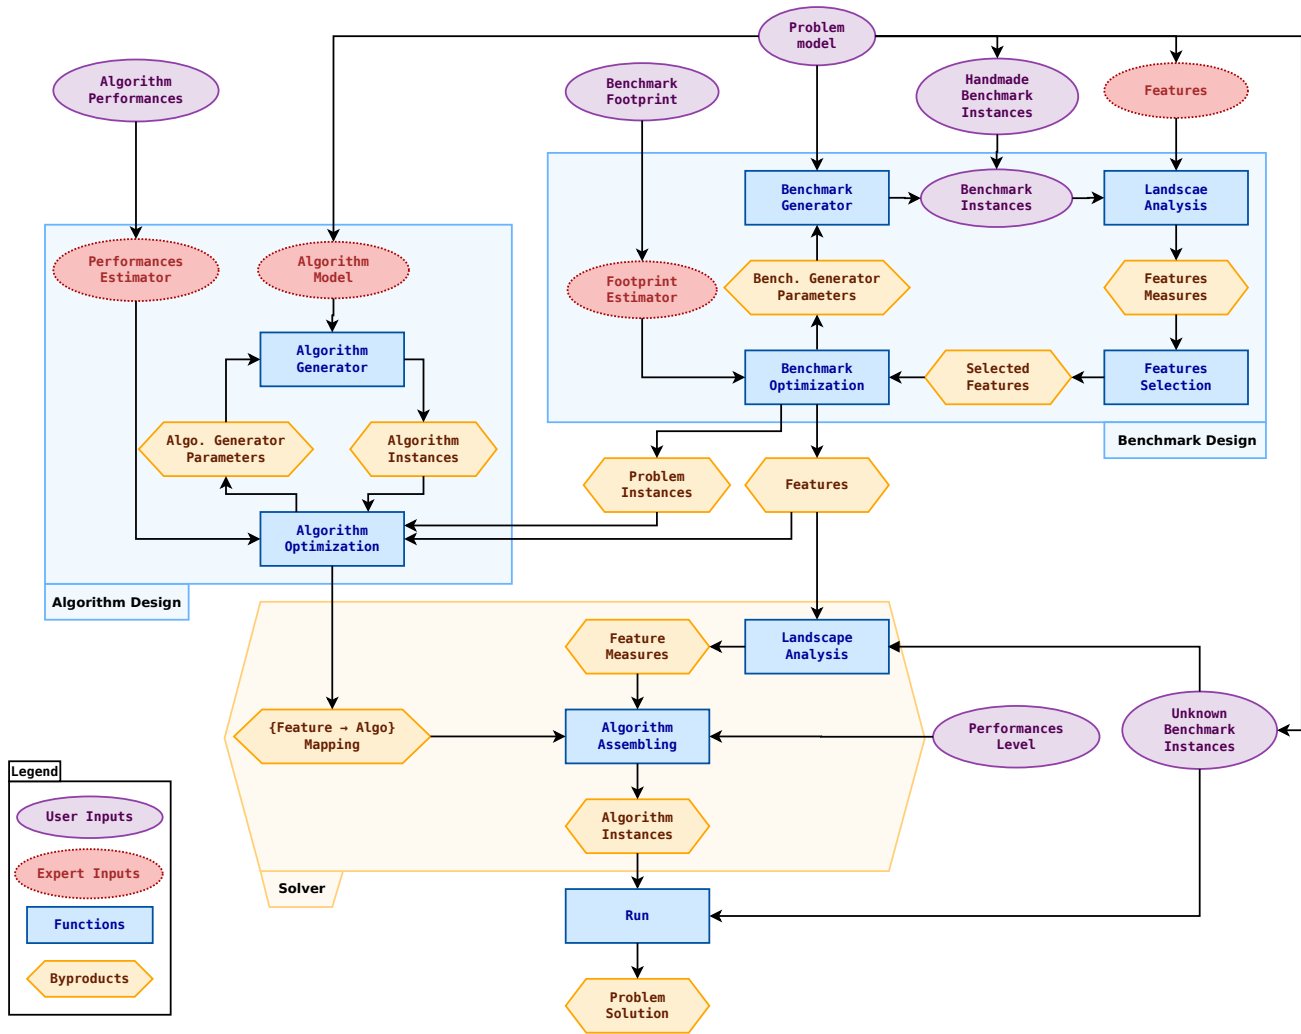 Problem
model
Algorithm
Performances
Benchmark
Footprint
Handmade
Benchmark
Instances
Features
Benchmark
Generator
Benchmark
Instances
Landscae
Analysis
Performances
Estimator
Algorithm
Model
Footprint
Estimator
Bench. Generator
Parameters
Features
Measures
Algorithm
Generator
Benchmark
Optimization
Selected
Features
Features
Selection
Algo. Generator
Parameters
Algorithm
Instances
Benchmark Design
Problem
Instances
Features
Algorithm
Optimization
Algorithm Design
Feature
Measures
Landscape
Analysis
{Feature → Algo}
Mapping
Algorithm
Assembling
Performances
Level
Unknown
Benchmark
Instances
Algorithm
Instances
Solver
Run
Problem
Solution
Legend
User Inputs
Expert Inputs
Functions
Byproducts